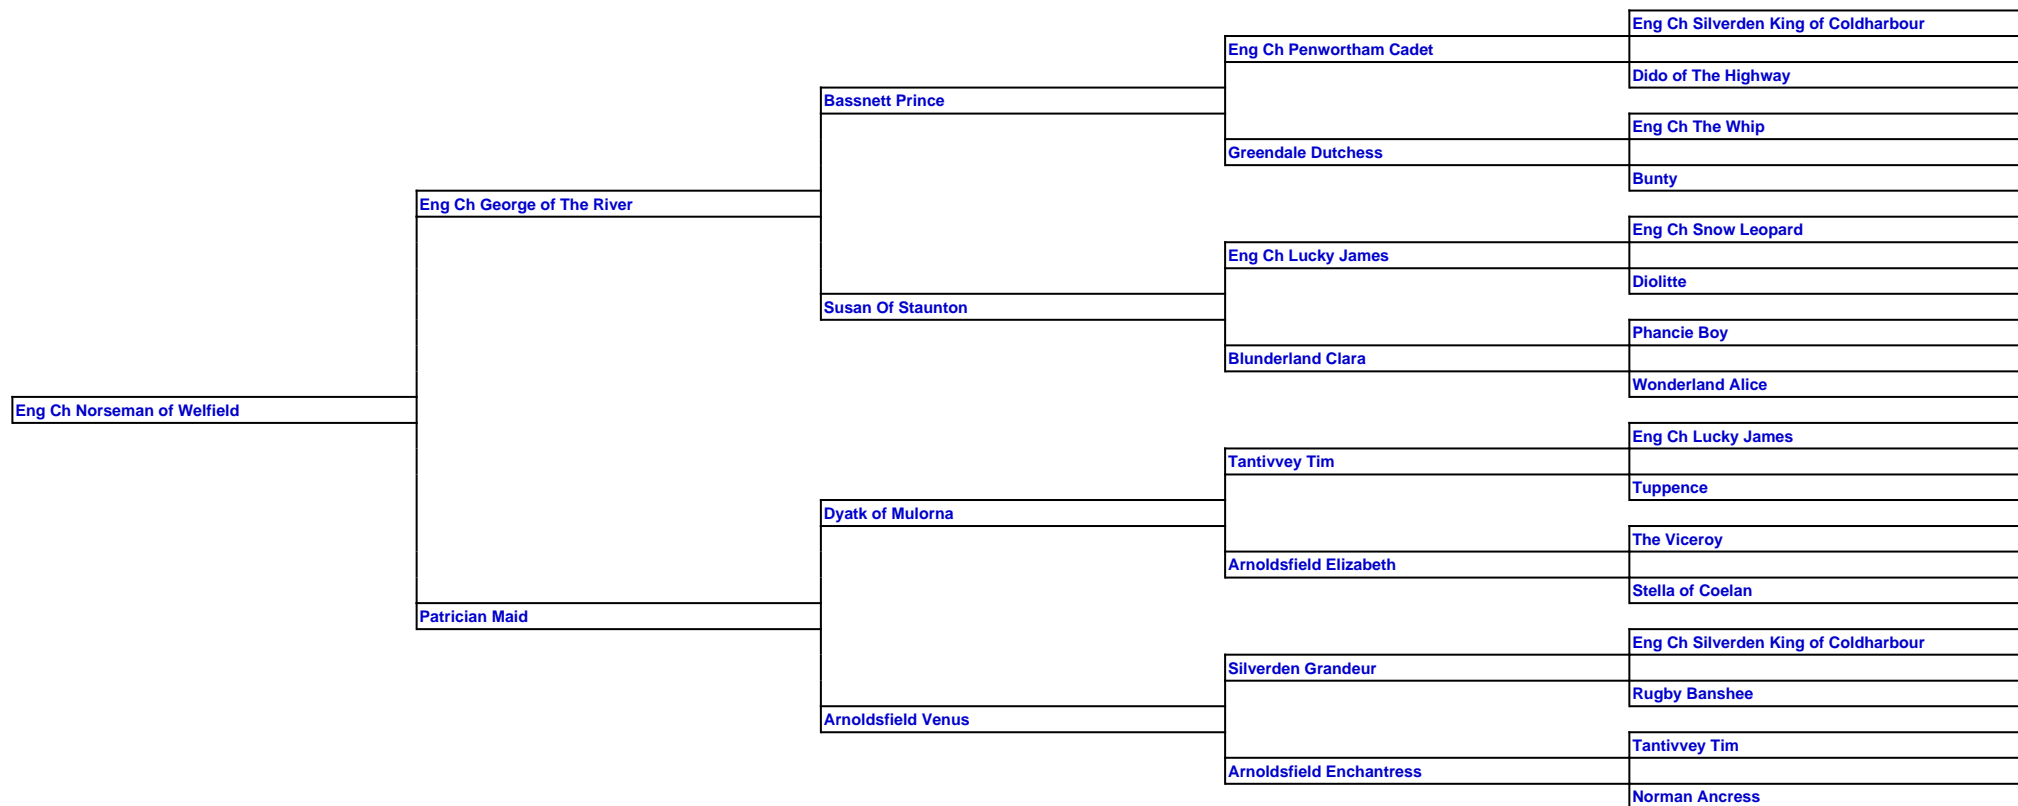 Eng Ch Silverden King of Coldharbour
Eng Ch Penwortham Cadet
Dido of The Highway
Bassnett Prince
Eng Ch The Whip
Greendale Dutchess
Bunty
Eng Ch George of The River
Eng Ch Snow Leopard
Eng Ch Lucky James
Diolitte
Susan Of Staunton
Phancie Boy
Blunderland Clara
Wonderland Alice
Eng Ch Norseman of Welfield
Eng Ch Lucky James
Tantivvey Tim
Tuppence
Dyatk of Mulorna
The Viceroy
Arnoldsfield Elizabeth
Stella of Coelan
Patrician Maid
Eng Ch Silverden King of Coldharbour
Silverden Grandeur
Rugby Banshee
Arnoldsfield Venus
Tantivvey Tim
Arnoldsfield Enchantress
Norman Ancress